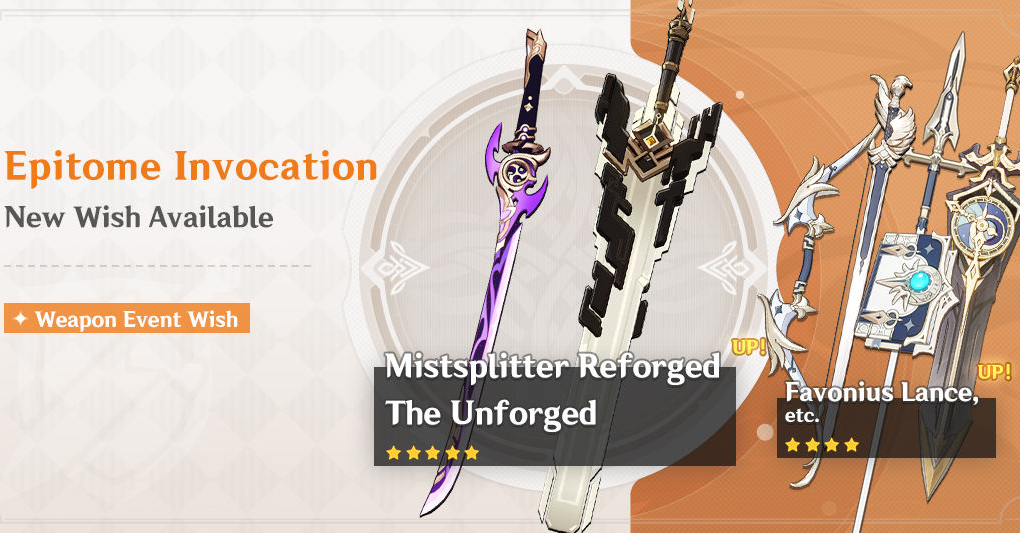 Epitome Invocation
New Wish Available
Weapon Event Wish
Mistsplitter Reforged
The Unforged
UP!
Favonius Lance,
etc.
UP!